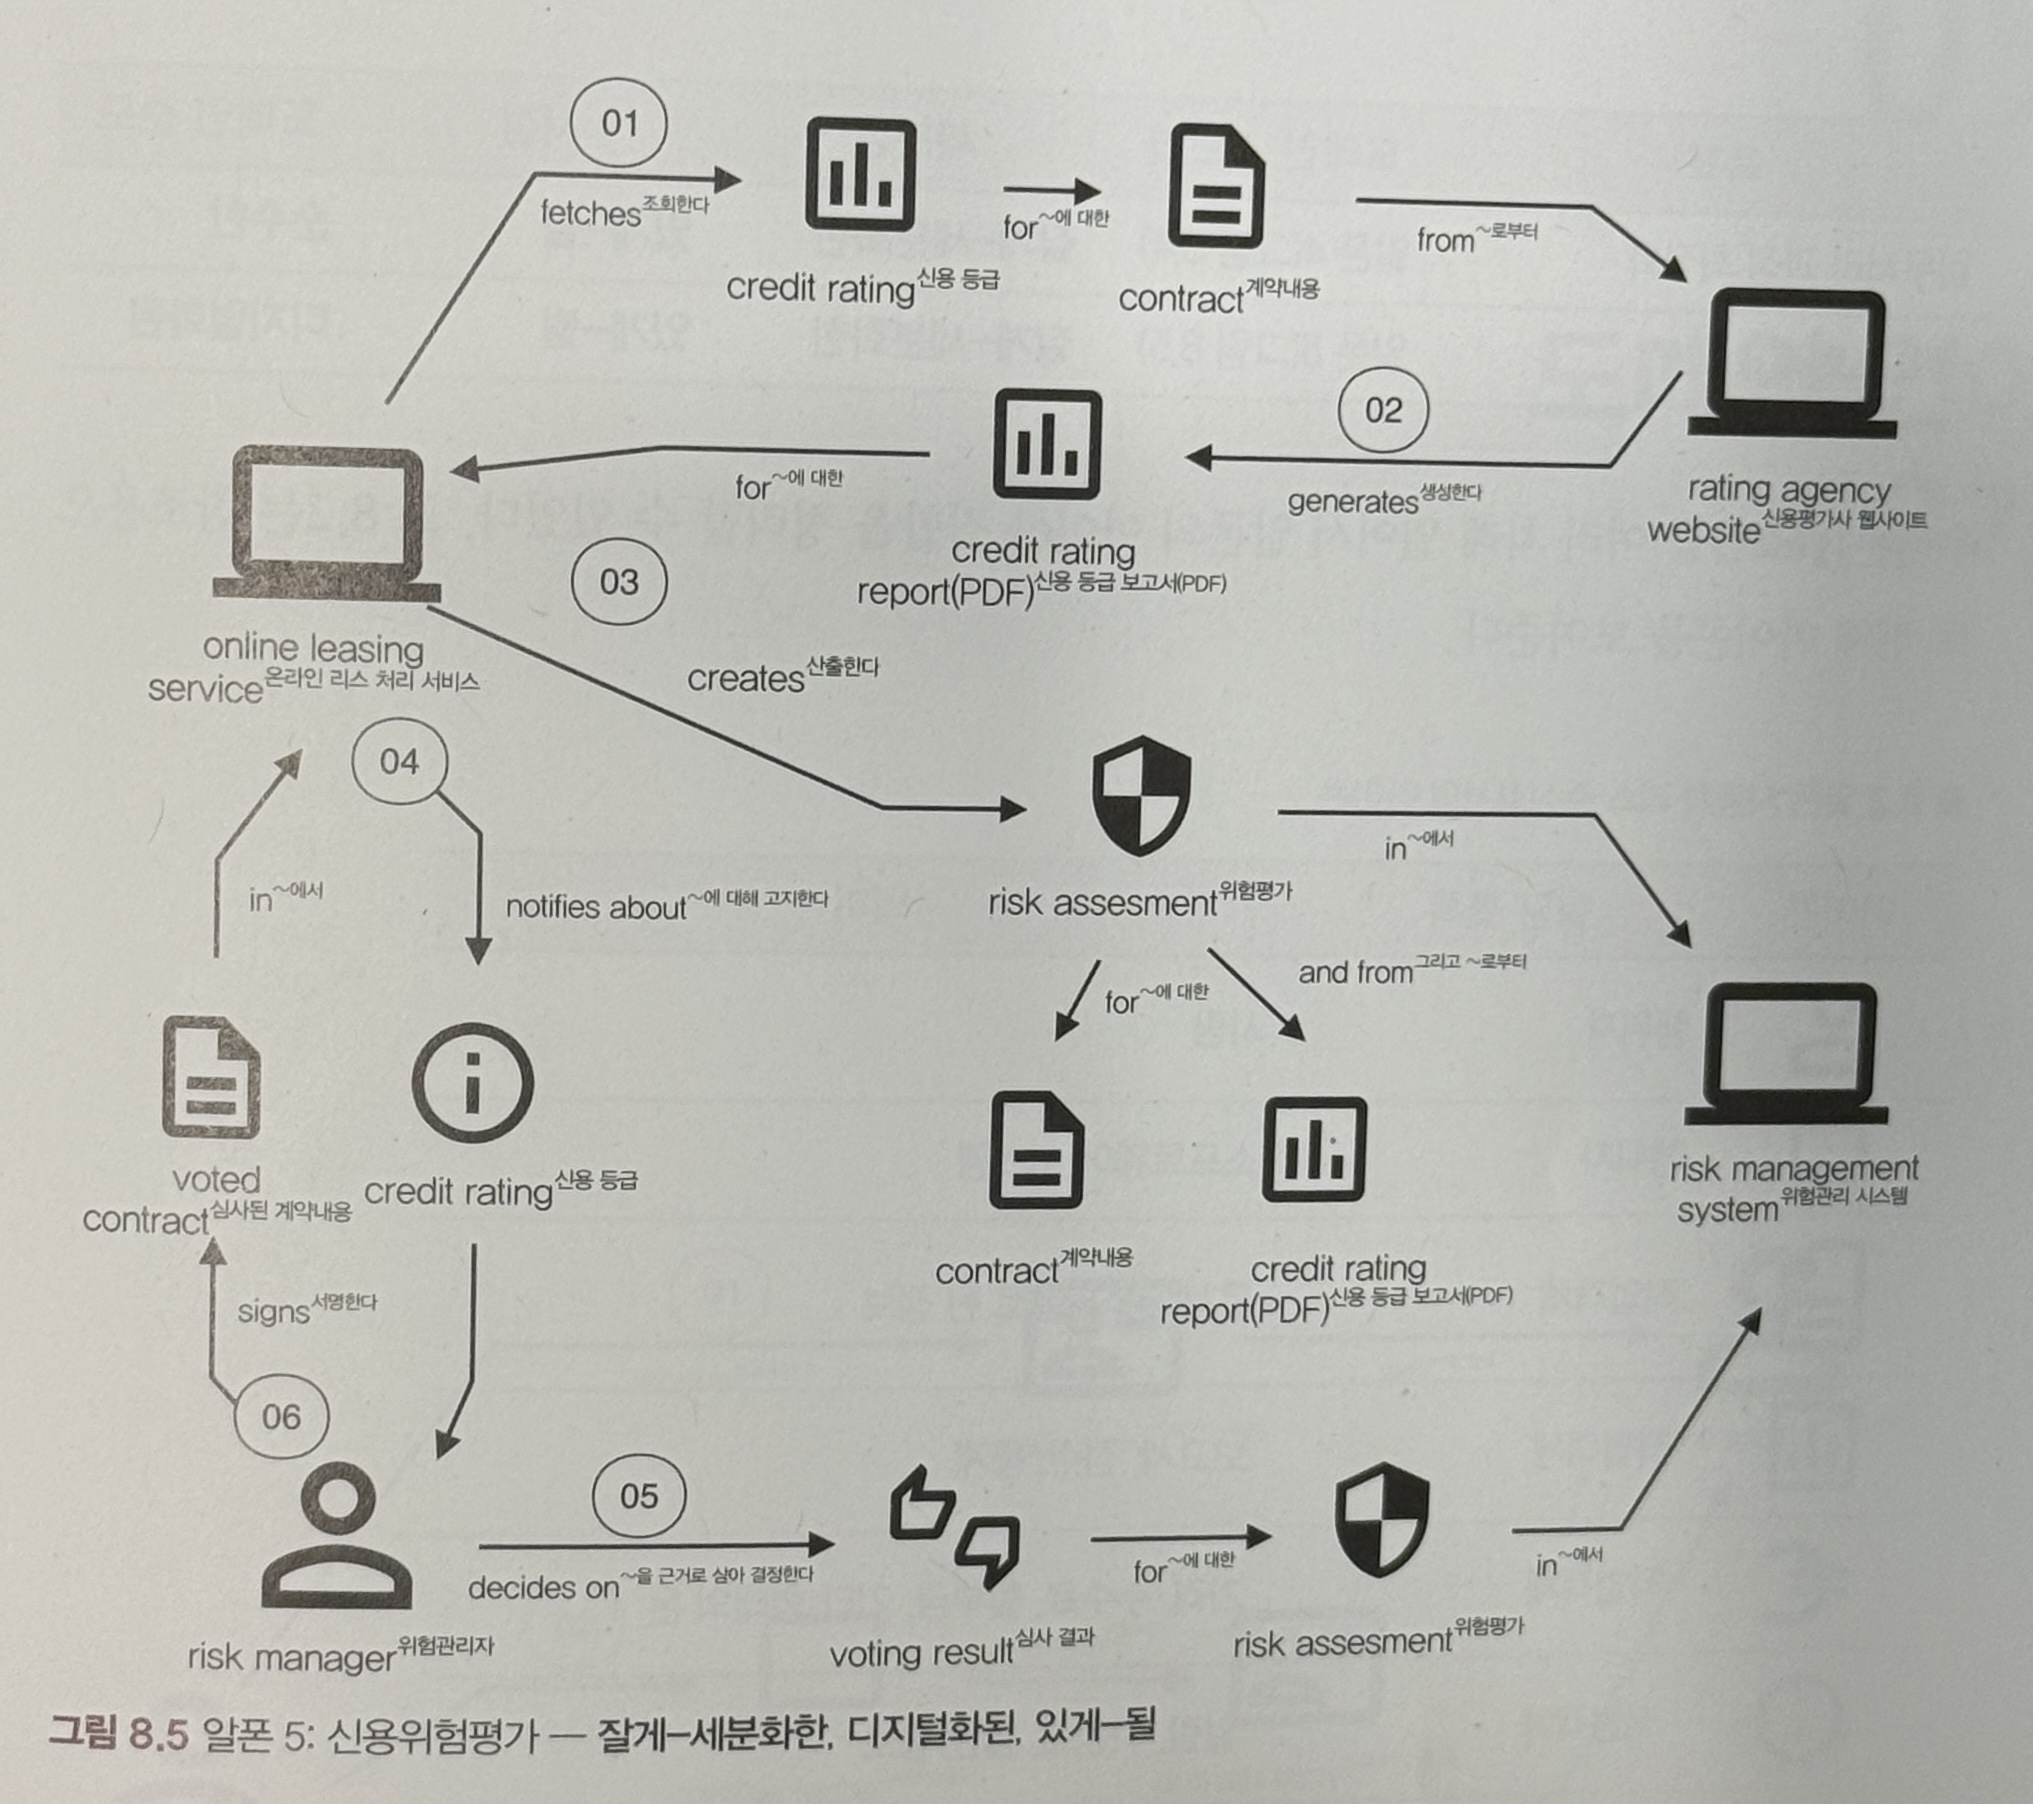 01
fetches조회한다
credit rating신용 등급
for~에 대한
contract계약내용
from~로부터
rating agency
website신용평가사 웹사이트
02
generates생성한다
credit rating
report(PDF)신용 등급 보고서(PDF)
for~에 대한
online leasing
service온라인 리스 처리 서비스
03
creates산출한다
risk assesment위험평가
in~에서
for~에 대한
and from그리고 ~로부터
contract계약내용
credit rating
report(PDF)신용 등급 보고서(PDF)
risk management
system위험관리 시스템
04
notifies about~에 대해 고지한다
credit rating신용 등급
in~에서
voted
contract심사된 계약내용
signs서명한다
06
risk manager위험관리자
05
decides on~을 근거로 삼아 결정한다
voting result심사 결과
for~에 대한
risk assesment위험평가
in~에서
그림 8.5 알폰 5: 신용위험평가 — 잘게–세분화한, 디지털화된, 있게–될